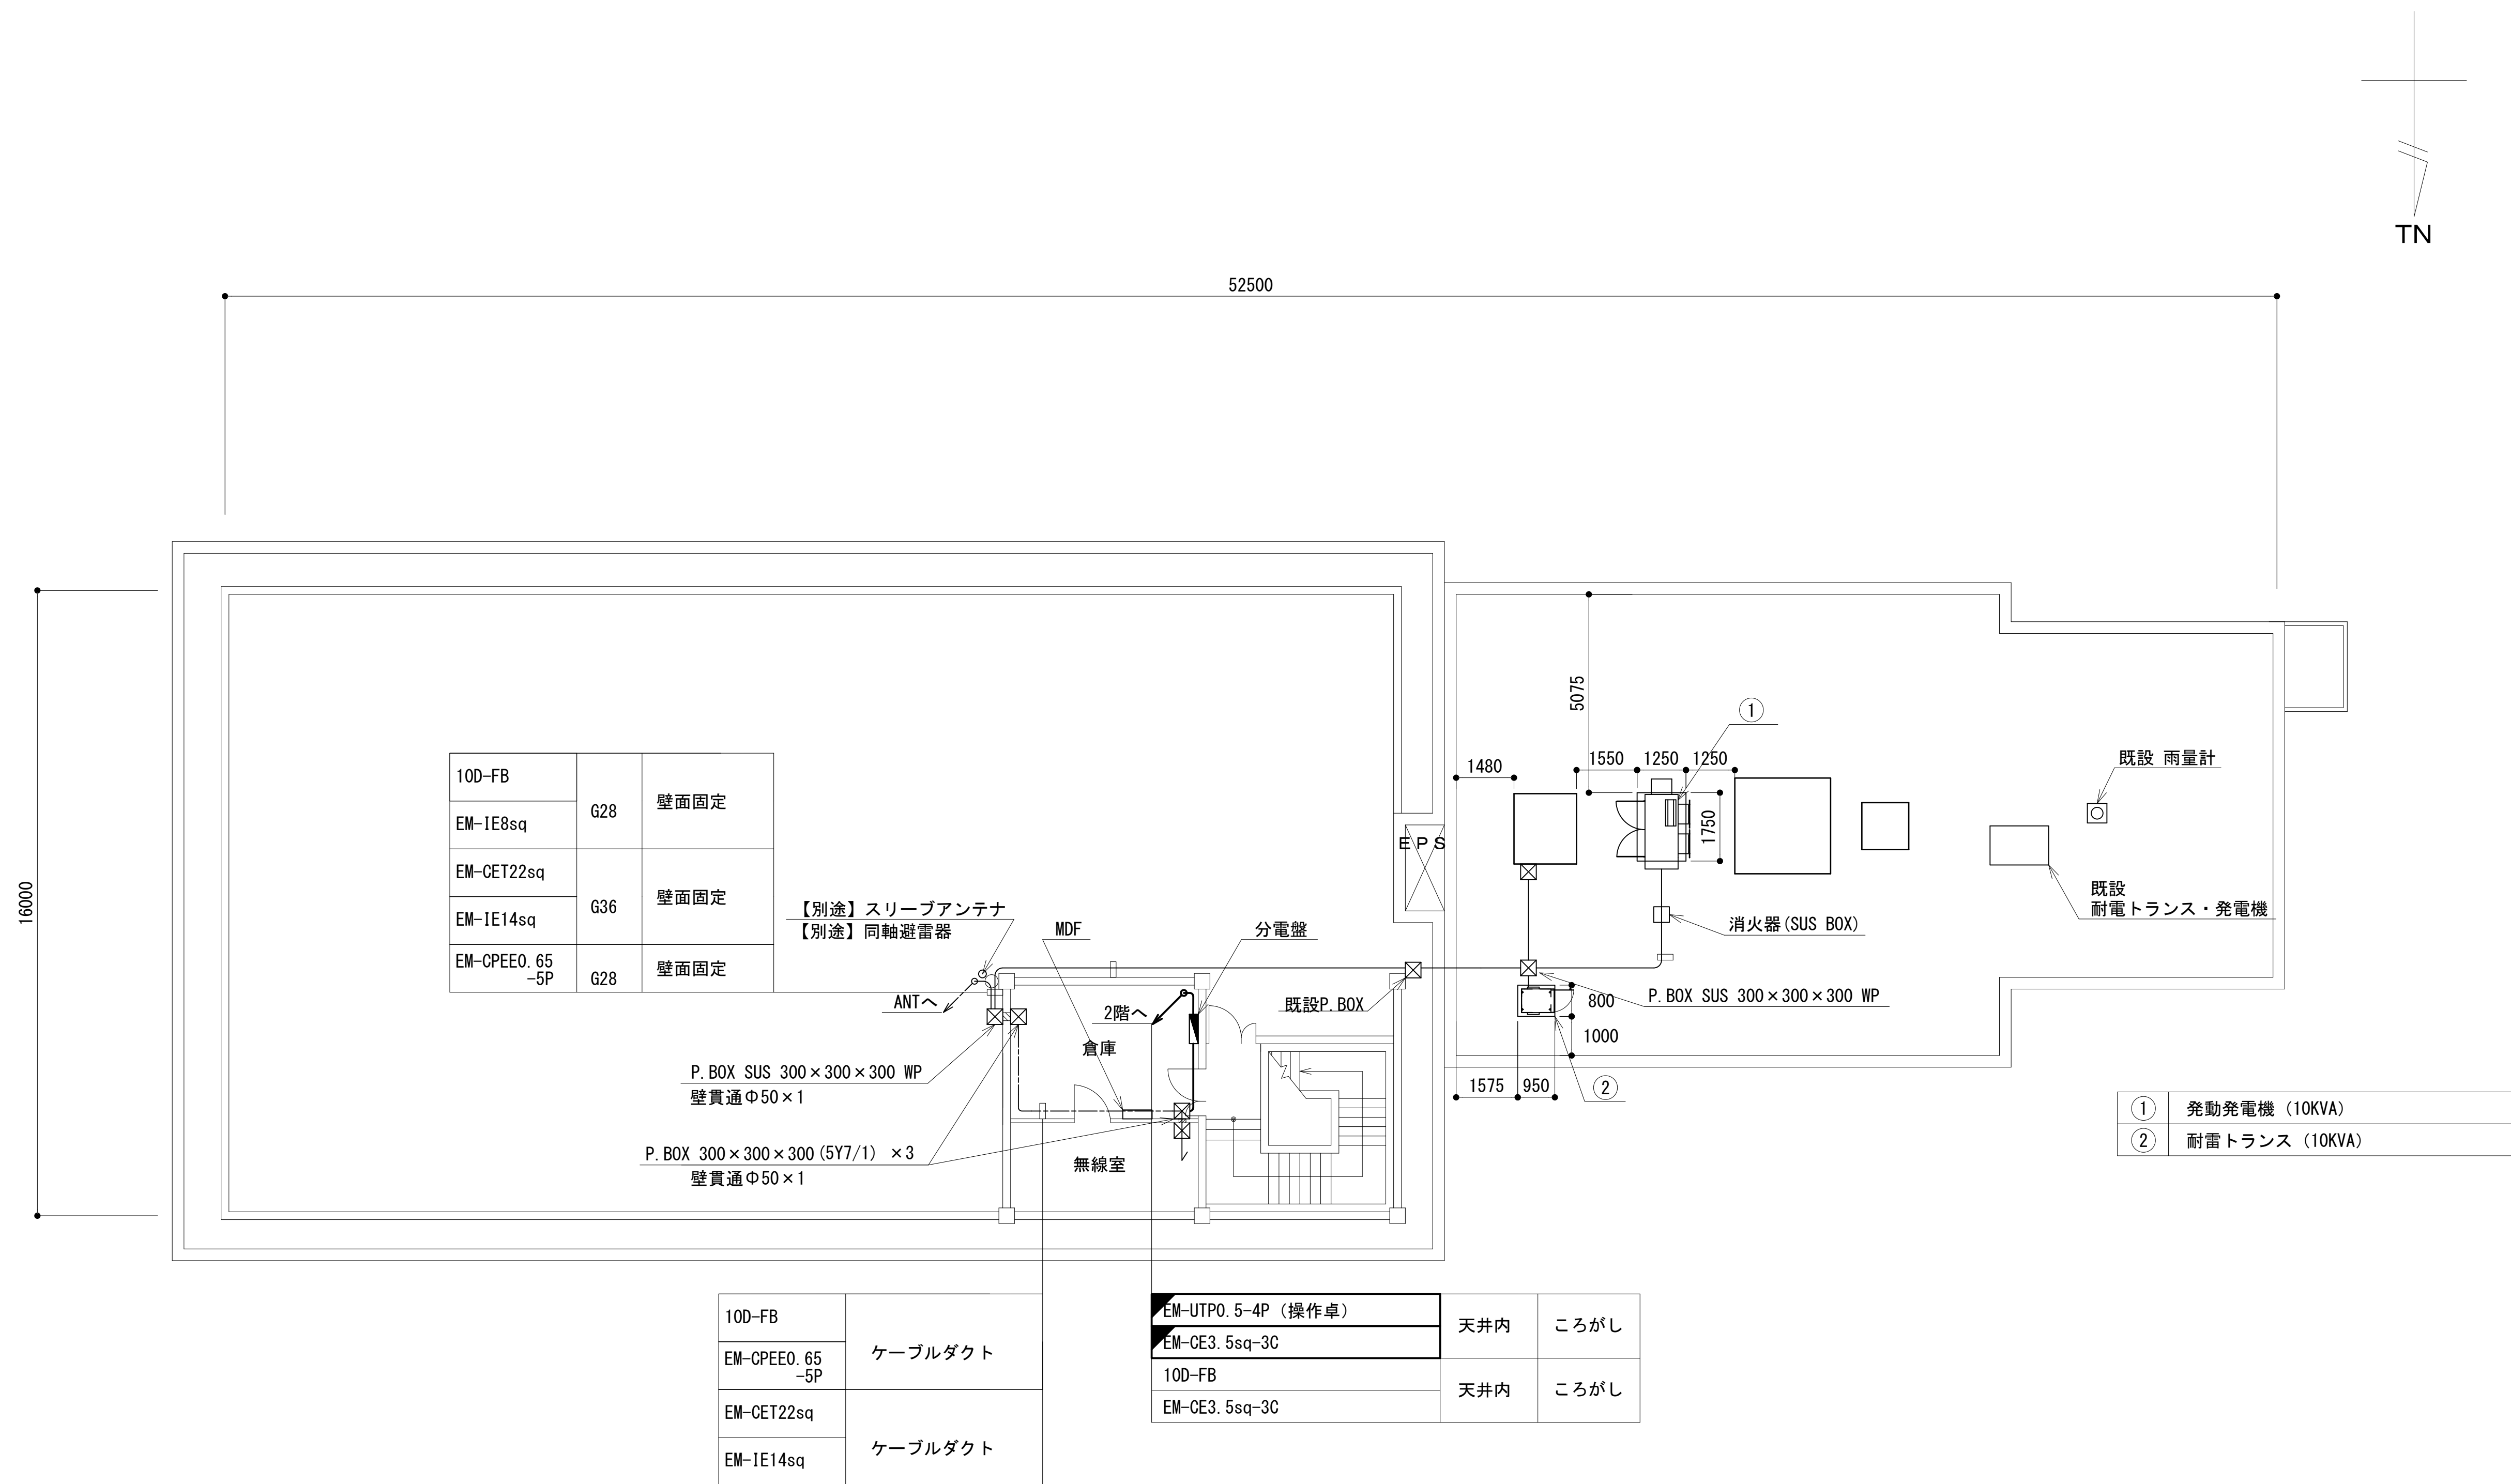 TN
52500
16000
5075
①
1550
1250
1250
1480
1750
既設 雨量計
既設
耐電トランス・発電機
EPS
10D-FB
EM-IE8sq
G28
壁面固定
EM-CET22sq
EM-IE14sq
G36
壁面固定
EM-CPEE0.65
-5P
G28
壁面固定
【別途】スリーブアンテナ
【別途】同軸避雷器
MDF
分電盤
消火器(SUS BOX)
ANTへ
2階へ
既設P.BOX
P.BOX SUS 300×300×300 WP
800
1000
倉庫
P.BOX SUS 300×300×300 WP
壁貫通Φ50×1
1575
950
②
① 発動発電機(10KVA)
② 耐雷トランス(10KVA)
P.BOX 300×300×300(5Y7/1) ×3
壁貫通Φ50×1
無線室
10D-FB
EM-CPEE0.65
-5P
ケーブルダクト
EM-CET22sq
EM-IE14sq
ケーブルダクト
EM-UTP0.5-4P(操作卓)
EM-CE3.5sq-3C
天井内
ころがし
10D-FB
EM-CE3.5sq-3C
天井内
ころがし